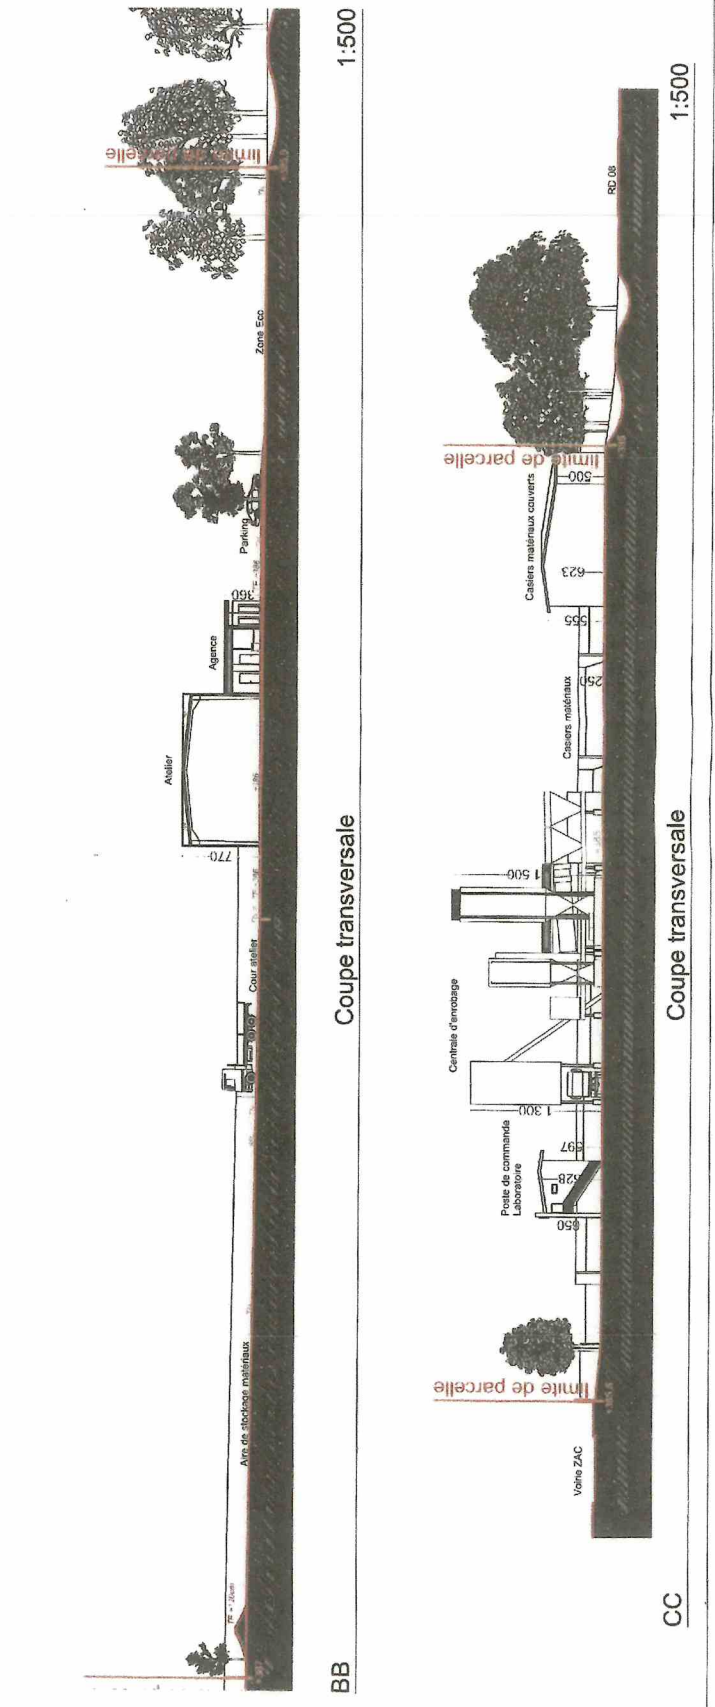 limite de parcelle
Zone Eco
Parking
360
Agence
Atelier
770
Cour atelier
Aire de stockage matériaux
BB
Coupe transversale
1:500
RD 08
limite de parcelle
500
Casiers matériaux couverts
623
555
250
Casiers matériaux
1 500
Centrale d'enrobage
1 300
Poste de commande
Laboratoire
597
650
limite de parcelle
Voirie ZAC
CC
Coupe transversale
1:500